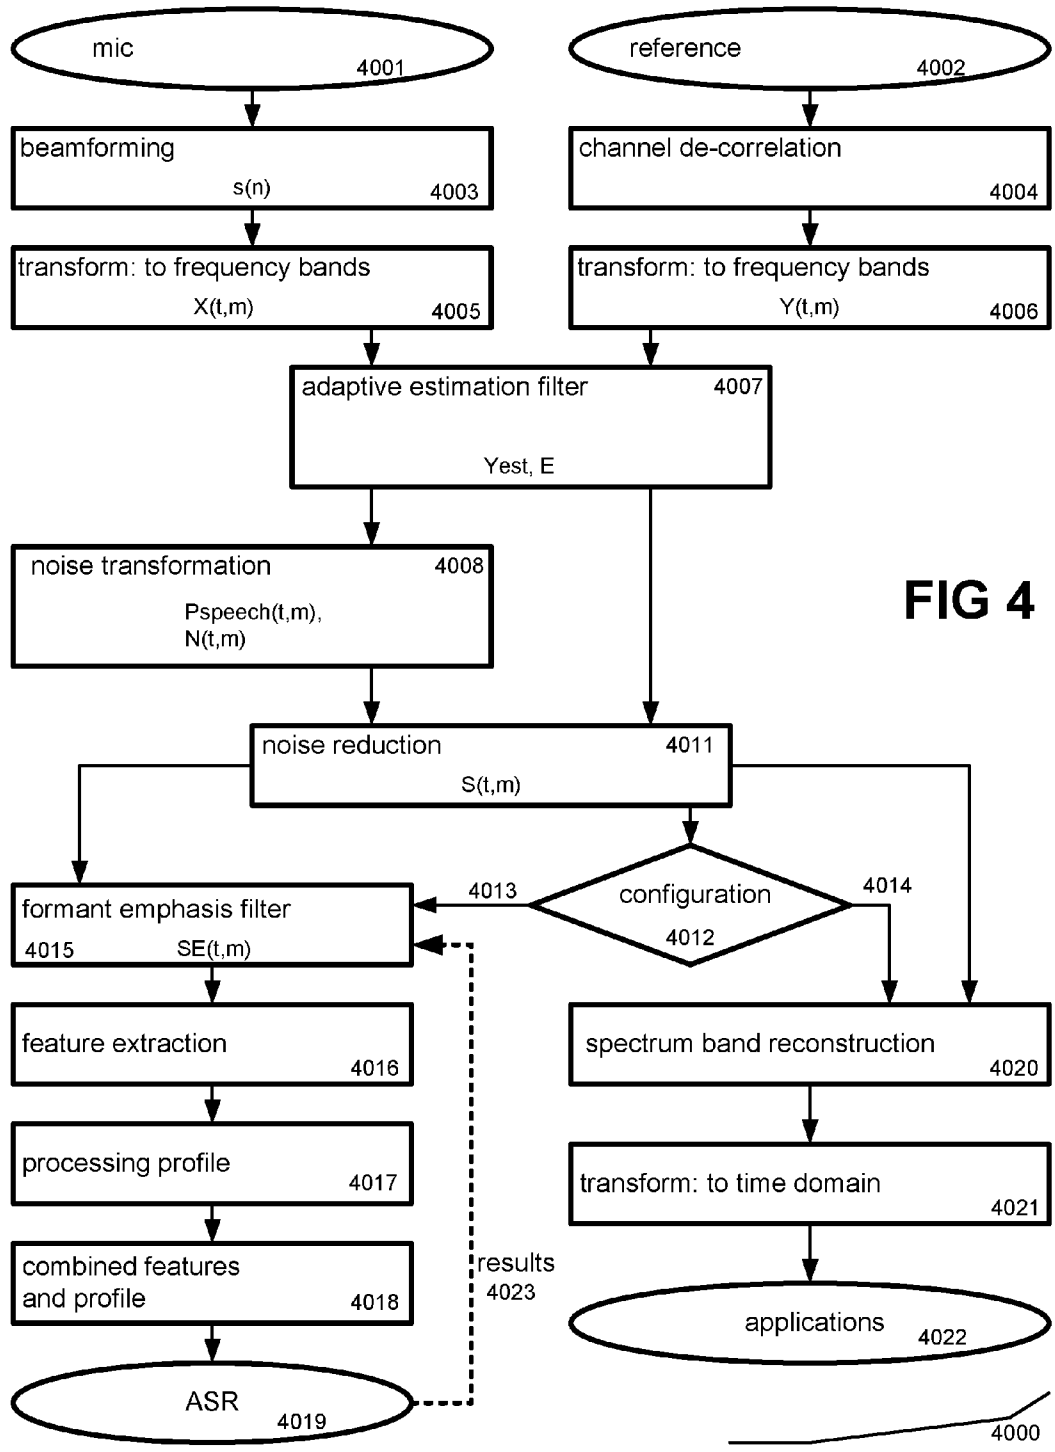 mic
4001
reference
4002
beamforming
s(n)
4003
channel de-correlation
4004
transform: to frequency bands
X(t,m)
4005
transform: to frequency bands
Y(t,m)
4006
adaptive estimation filter
4007
Yest, E
noise transformation
4008
Pspeech(t,m),
N(t,m)
FIG 4
noise reduction
4011
S(t,m)
configuration
4012
4013
4014
formant emphasis filter
4015
SE(t,m)
feature extraction
4016
spectrum band reconstruction
4020
processing profile
4017
transform: to time domain
4021
combined features
and profile
4018
results
4023
applications
4022
ASR
4019
4000